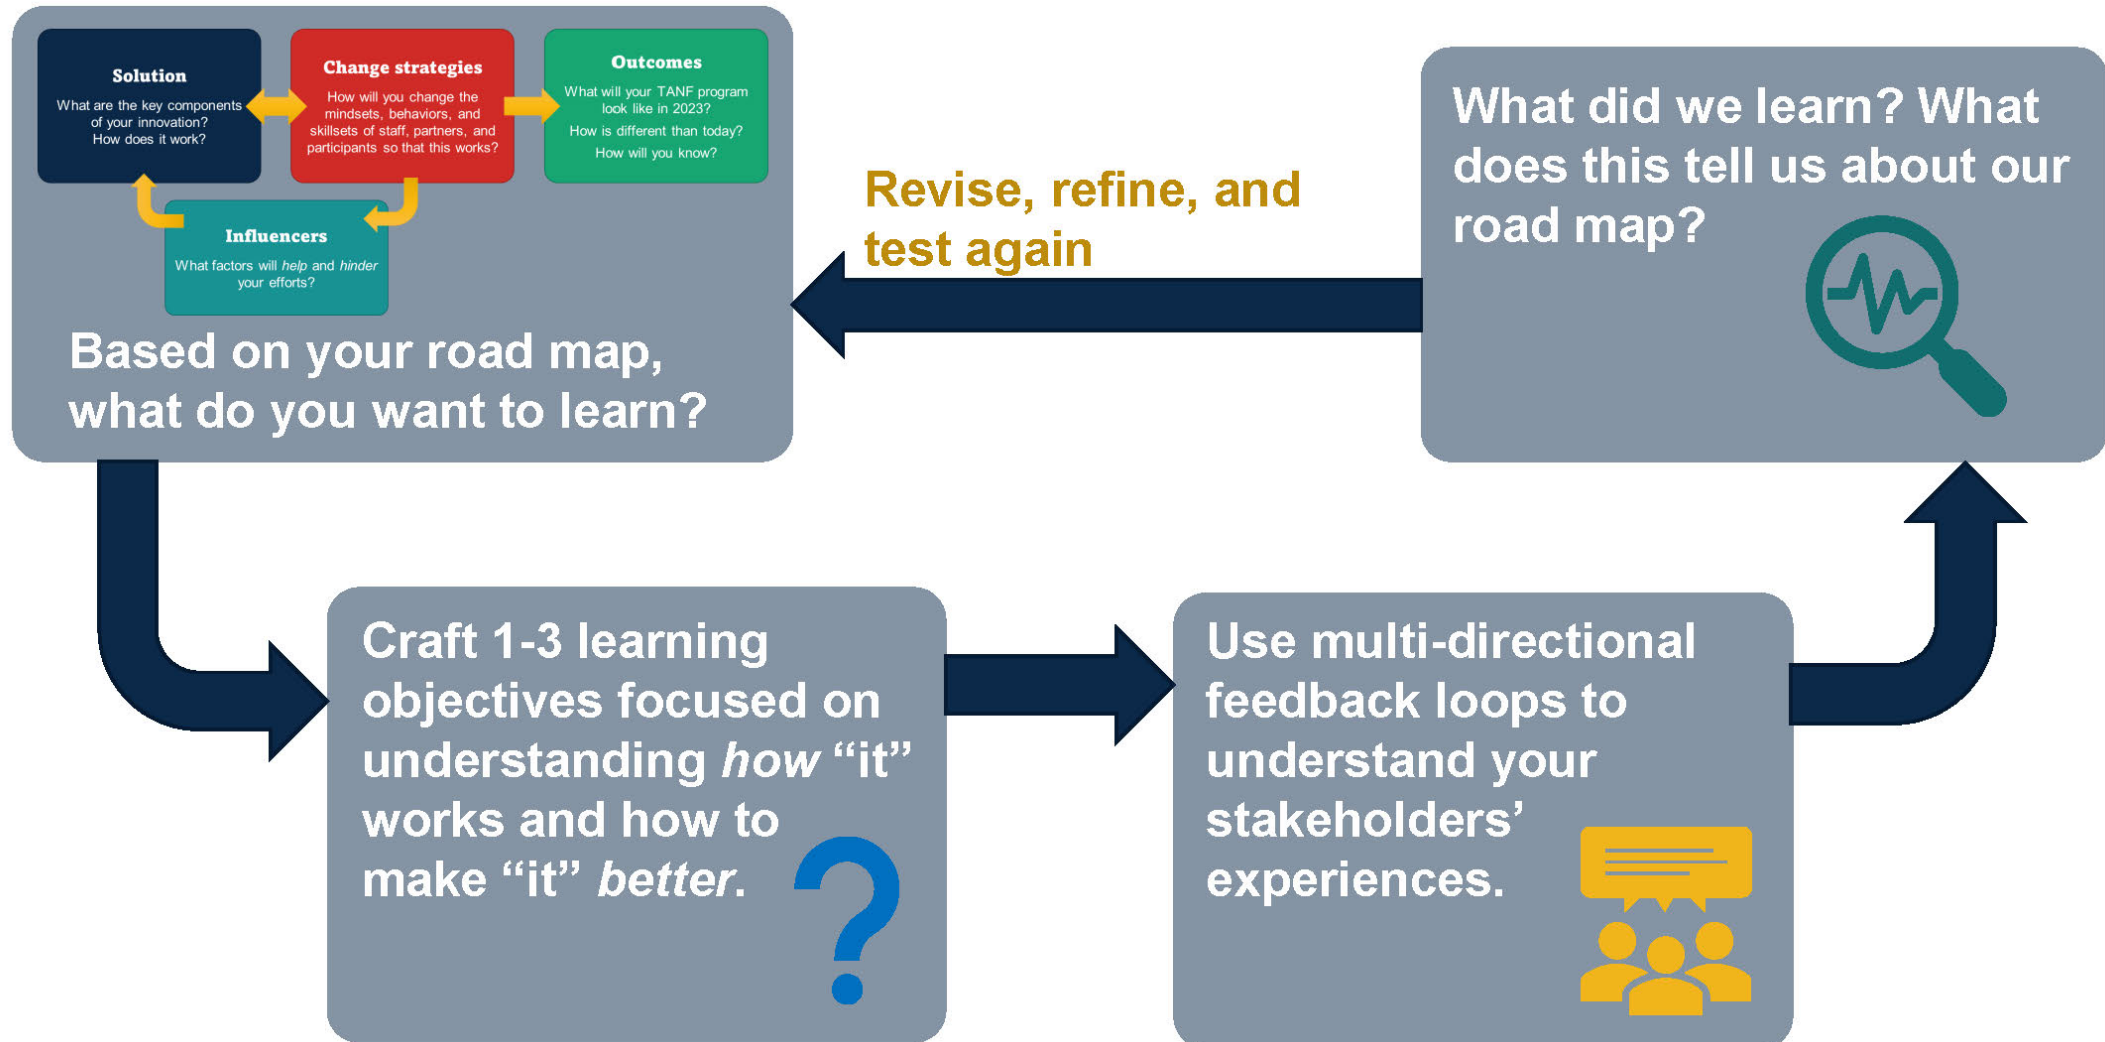 Solution
What are the key components
of your innovation?
How does it work?
Change strategies
How will you change the
mindsets, behaviors, and
skillsets of staff, partners, and
participants so that this works?
Outcomes
What will your TANF program
look like in 2023?
How is different than today?
How will you know?
Influencers
What factors will help and hinder
your efforts?
Based on your road map,
what do you want to learn?
Craft 1-3 learning
objectives focused on
understanding how “it”
works and how to
make “it” better.
Use multi-directional
feedback loops to
understand your
stakeholders’
experiences.
What did we learn? What
does this tell us about our
road map?
Revise, refine, and
test again